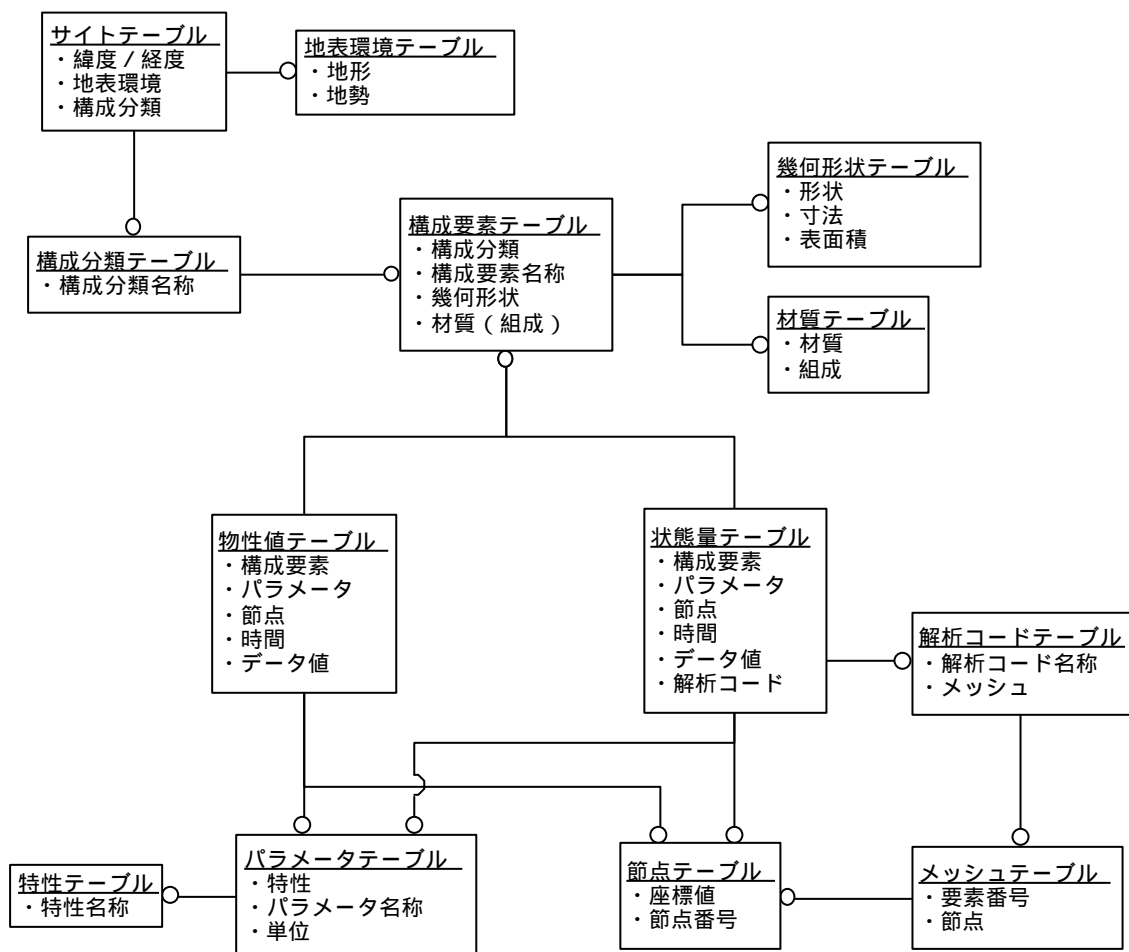 サイトテーブル
・緯度 / 経度
・地表環境
・構成分類
地表環境テーブル
・地形
・地勢
幾何形状テーブル
・形状
・寸法
・表面積
構成要素テーブル
・構成分類
・構成要素名称
・幾何形状
・材質(組成)
構成分類テーブル
・構成分類名称
材質テーブル
・材質
・組成
物性値テーブル
・構成要素
・パラメータ
・節点
・時間
・データ値
状態量テーブル
・構成要素
・パラメータ
・節点
・時間
・データ値
・解析コード
解析コードテーブル
・解析コード名称
・メッシュ
特性テーブル
・特性名称
パラメータテーブル
・特性
・パラメータ名称
・単位
節点テーブル
・座標値
・節点番号
メッシュテーブル
・要素番号
・節点